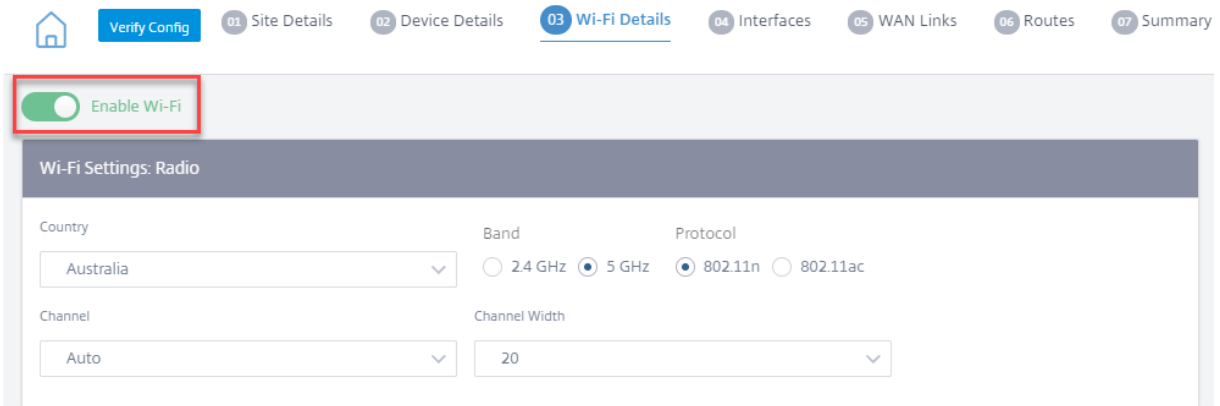 Verify Config 01 Site Details 02 Device Details 03 Wi-Fi Details 04 Interfaces 05 WAN Links 06 Routes 07 Summary
Enable Wi-Fi
Wi-Fi Settings: Radio
Country Band Protocol
Australia 2.4 GHz 5 GHz 802.11n 802.11ac
Channel Channel Width
Auto 20